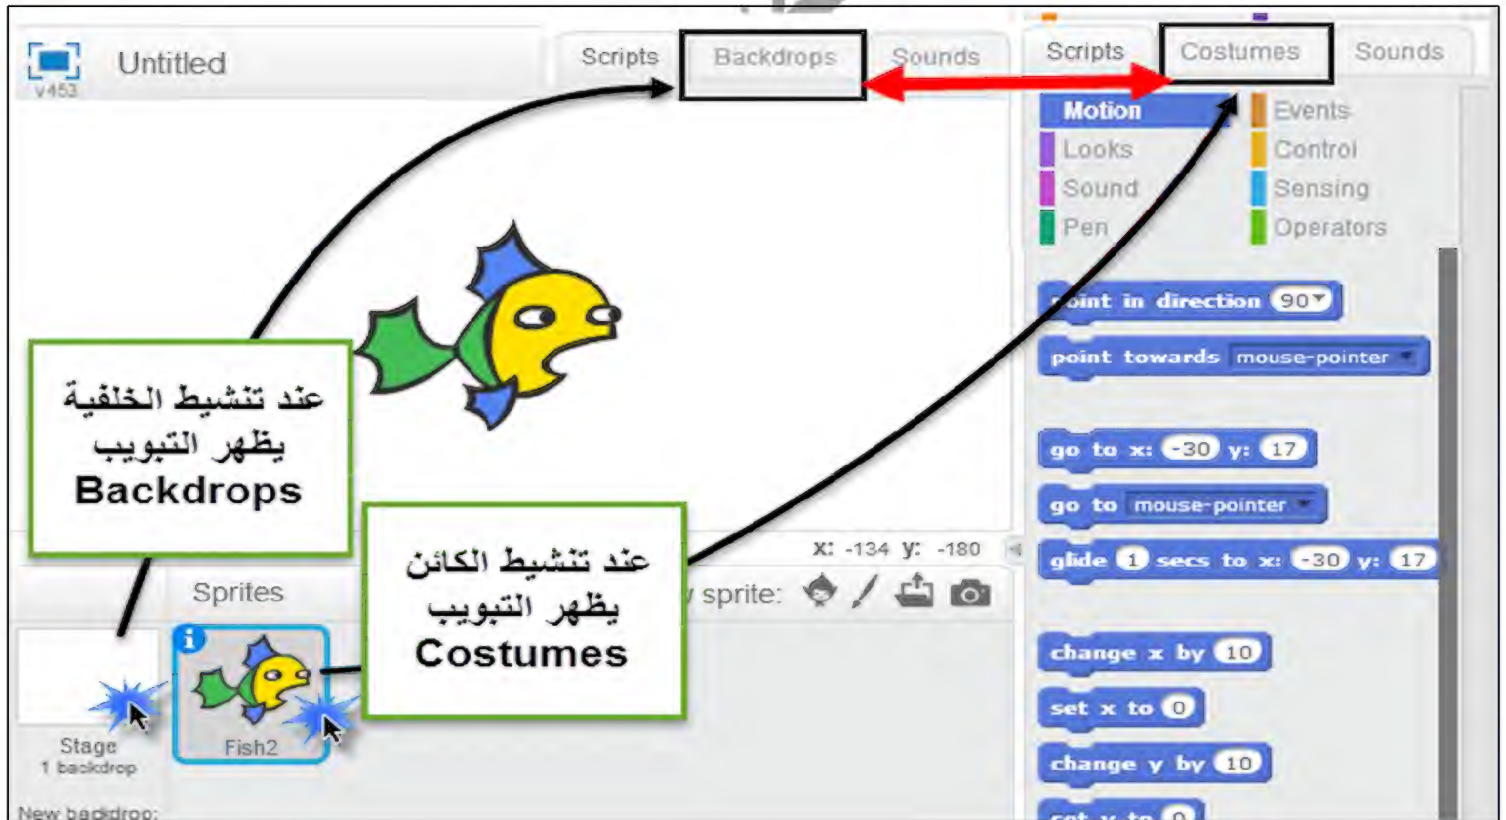 Untitled
v453
Scripts Backdrops Sounds
Scripts Costumes Sounds
Motion Events
Looks Control
Sound Sensing
Pen Operators
point in direction 90
point towards mouse-pointer
go to x: -30 y: 17
go to mouse-pointer
glide 1 secs to x: -30 y: 17
change x by 10
set x to 0
change y by 10
set y to 0
عند تنشيط الخلفية
يظهر التبويب
Backdrops
عند تنشيط الكائن
يظهر التبويب
Costumes
x: -134 y: -180
Sprites
sprite:
Stage
1 backdrop
Fish2
New backdrop: